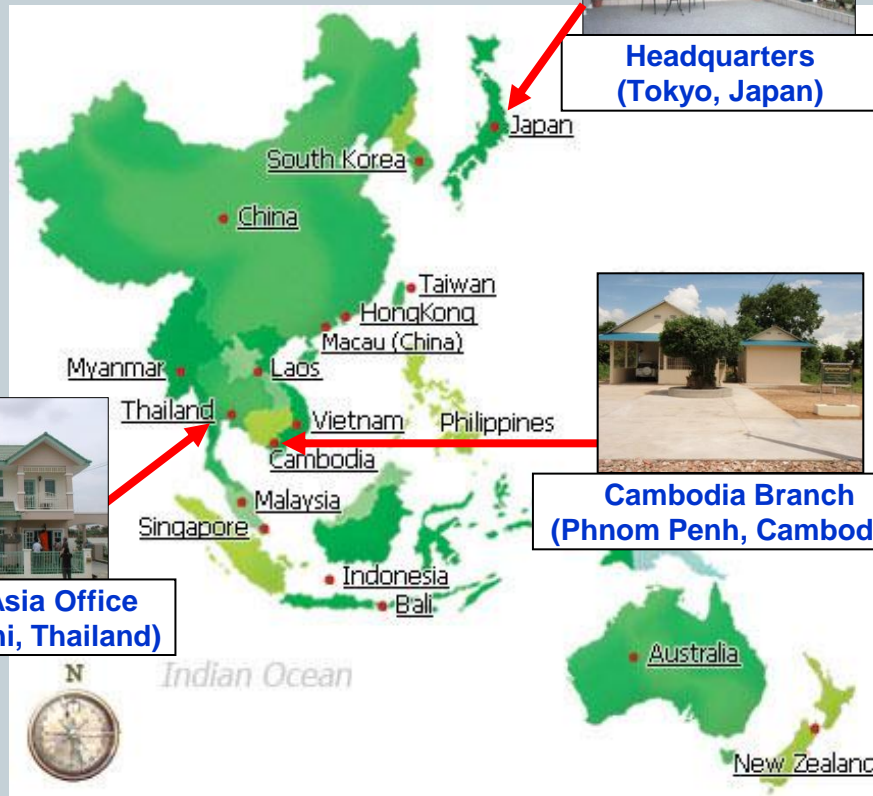 Headquarters
(Tokyo, Japan)
Japan
South Korea
China
Taiwan
HongKong
Macau (China)
Myanmar
Laos
Thailand
Vietnam
Philippines
Cambodia
Cambodia Branch
(Phnom Penh, Cambod
Malaysia
Singapore
Indonesia
Bali
Asia Office
ni, Thailand)
Australia
N
Indian Ocean
New Zealand